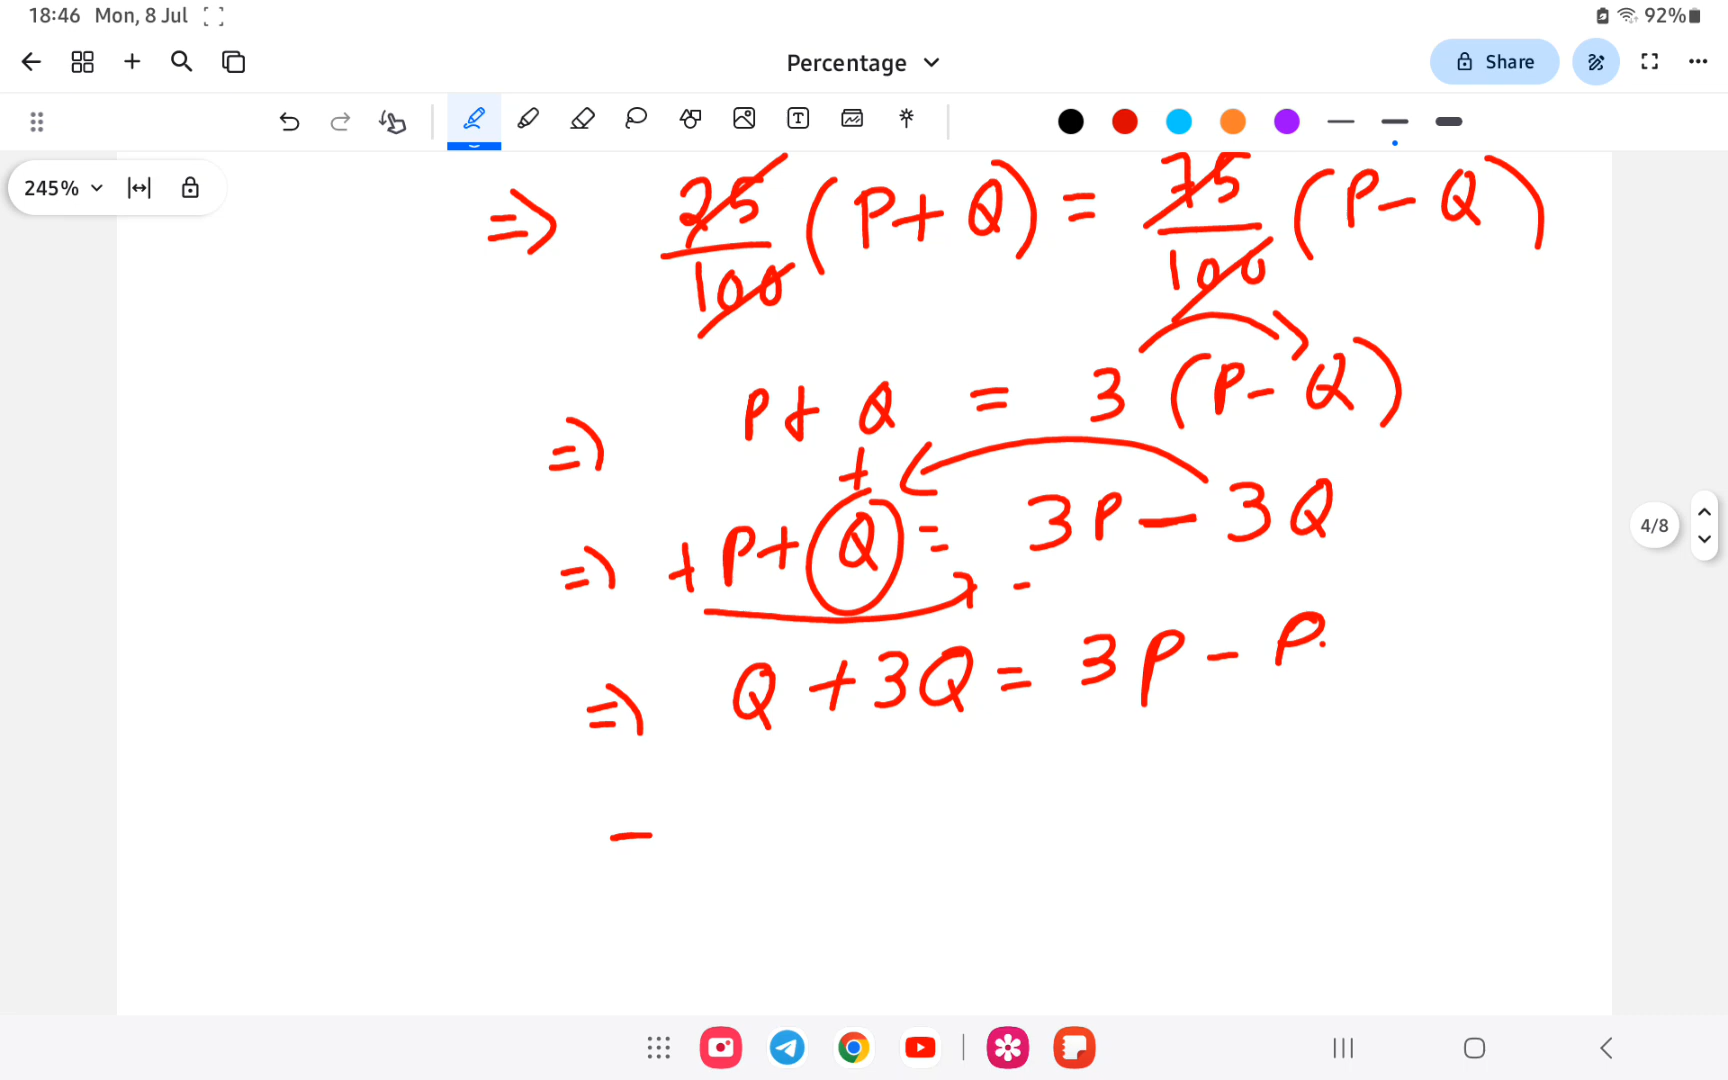 18:46 Mon, 8 Jul 92%
Percentage
Share
245%
=> 25/100 (P+Q) = 75/100 (P-Q)
=> P+Q = 3 (P-Q)
+
=> +P+Q = 3P-3Q
-
=> Q+3Q = 3P-P.
-
4/8